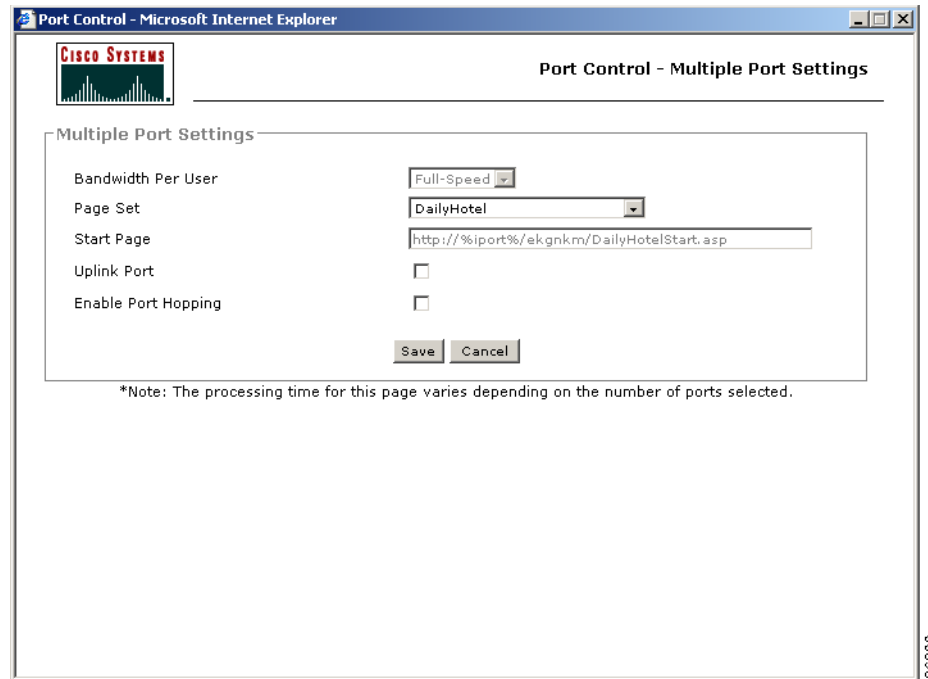 Port Control - Microsoft Internet Explorer
CISCO SYSTEMS
Port Control - Multiple Port Settings
Multiple Port Settings
Bandwidth Per User Full-Speed
Page Set DailyHotel
Start Page http://%iport%/ekgnkm/DailyHotelStart.asp
Uplink Port
Enable Port Hopping
Save Cancel
*Note: The processing time for this page varies depending on the number of ports selected.